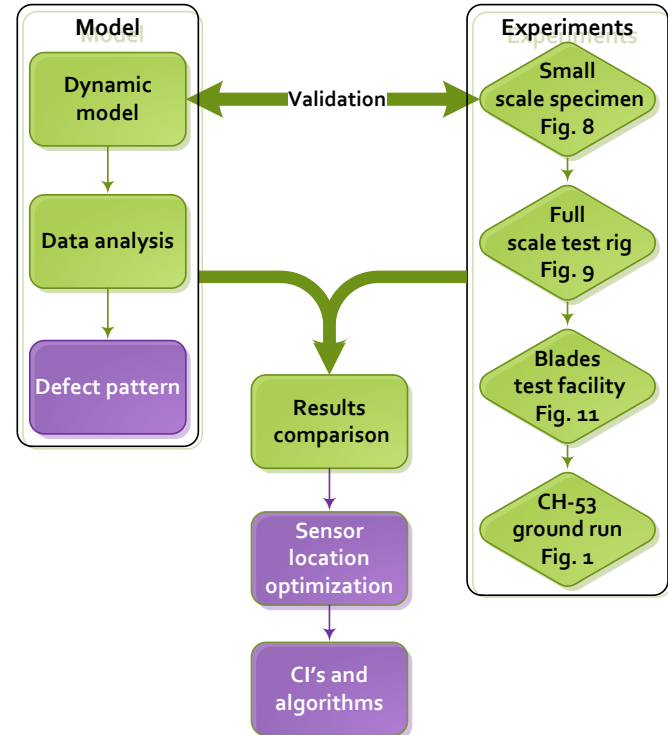 Model
Dynamic
model
Data analysis
Defect pattern
Validation
Results
comparison
Sensor
location
optimization
CI's and
algorithms
Experiments
Small
scale specimen
Fig. 8
Full
scale test rig
Fig. 9
Blades
test facility
Fig. 11
CH-53
ground run
Fig. 1